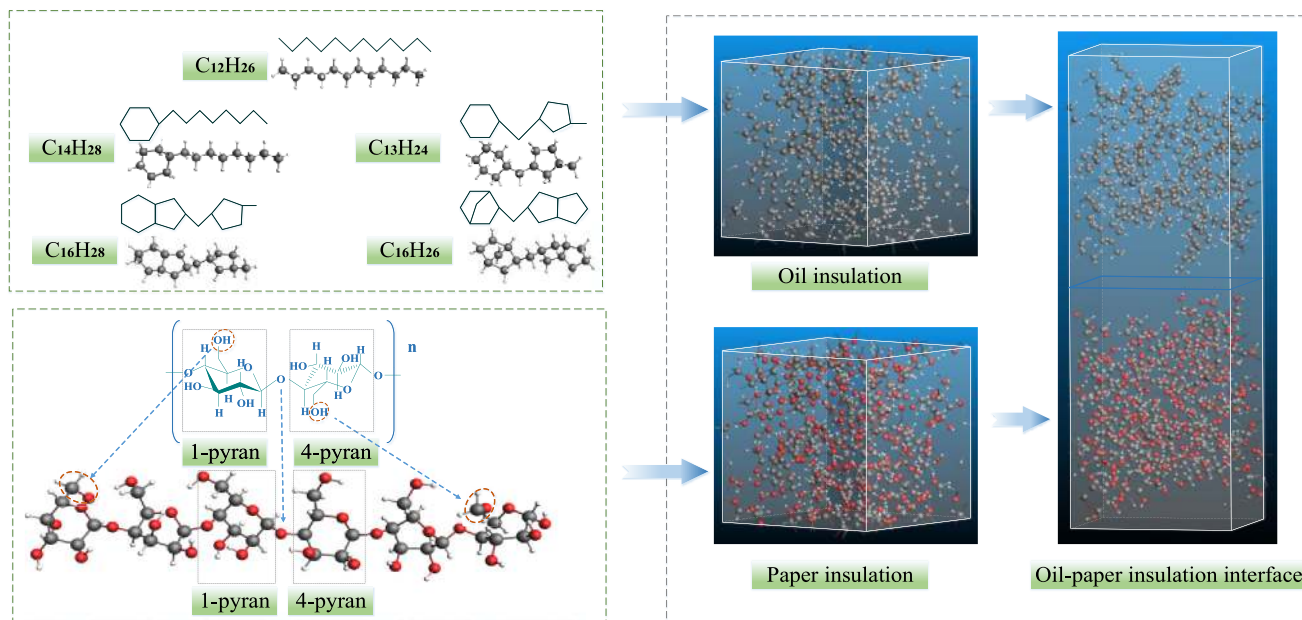 C12H26
C14H28
C13H24
C16H28
C16H26
Oil insulation
n
OH
H
H
H
O
HO
HO
H
OH
H
H
O
H
HO
H
OH
H
O
O
OH
1-pyran
4-pyran
1-pyran
4-pyran
Paper insulation
Oil-paper insulation interface